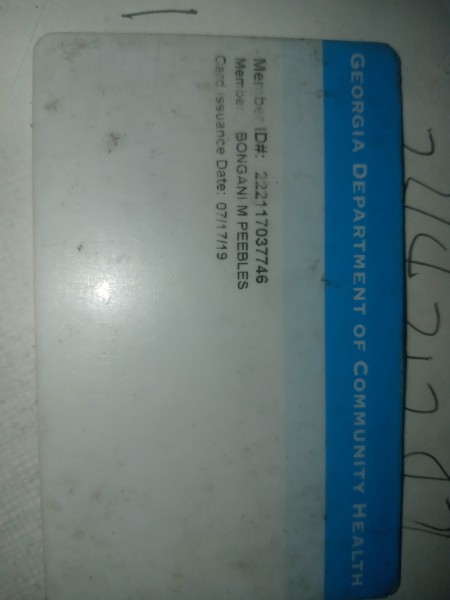 GEORGIA DEPARTMENT OF COMMUNITY HEALTH
Member ID#: 222117037746
Member: BONGANI M PEEBLES
Card Issuance Date: 07/17/19